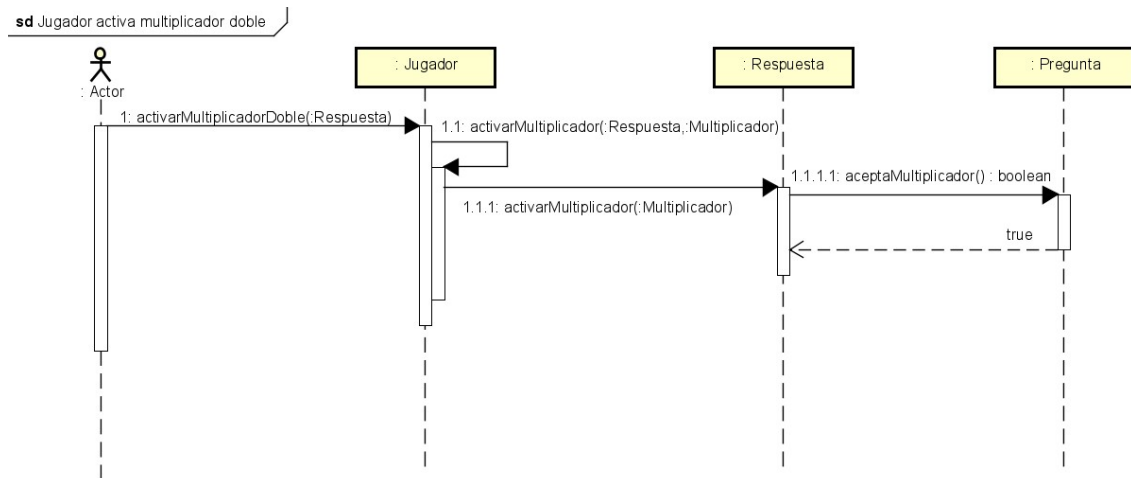 sd Jugador activa multiplicador doble
: Actor
: Jugador
: Respuesta
: Pregunta
1: activarMultiplicadorDoble(:Respuesta)
1.1: activarMultiplicador(:Respuesta,:Multiplicador)
1.1.1.1: aceptaMultiplicador() : boolean
1.1.1: activarMultiplicador(:Multiplicador)
true